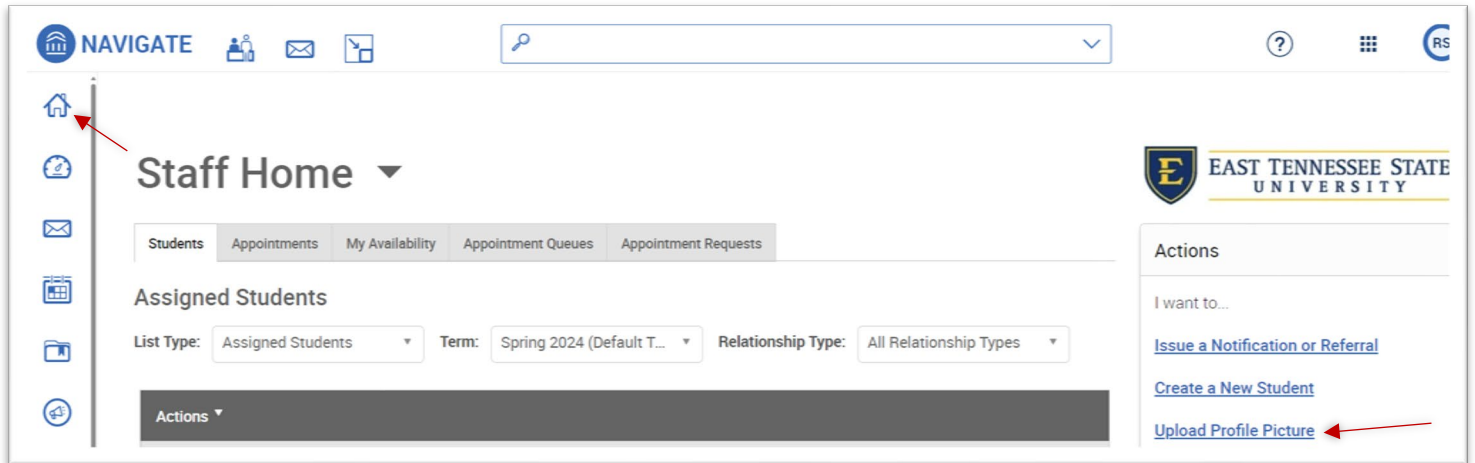 NAVIGATE
?
RS
Staff Home
E EAST TENNESSEE STATE
UNIVERSITY
Students Appointments My Availability Appointment Queues Appointment Requests
Actions
Assigned Students
I want to...
List Type: Assigned Students Term: Spring 2024 (Default T... Relationship Type: All Relationship Types
Issue a Notification or Referral
Create a New Student
Actions
Upload Profile Picture